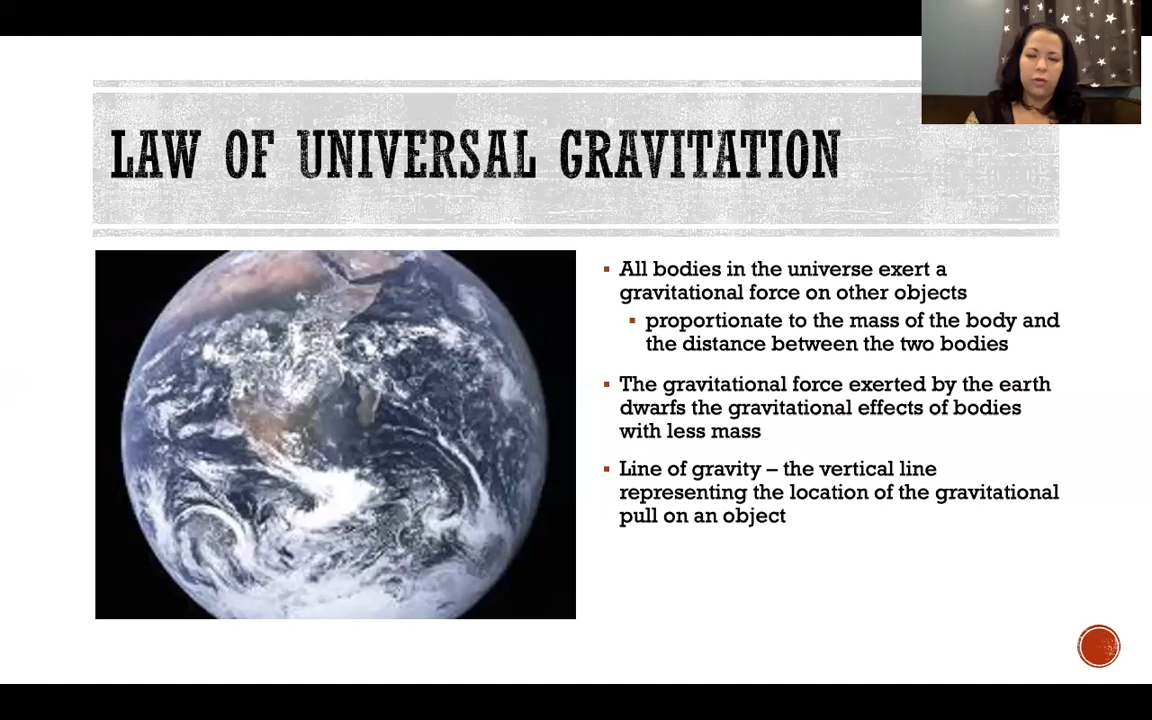 LAW OF UNIVERSAL GRAVITATION
▪ All bodies in the universe exert a
gravitational force on other objects
▪ proportionate to the mass of the body and
the distance between the two bodies
▪ The gravitational force exerted by the earth
dwarfs the gravitational effects of bodies
with less mass
▪ Line of gravity – the vertical line
representing the location of the gravitational
pull on an object